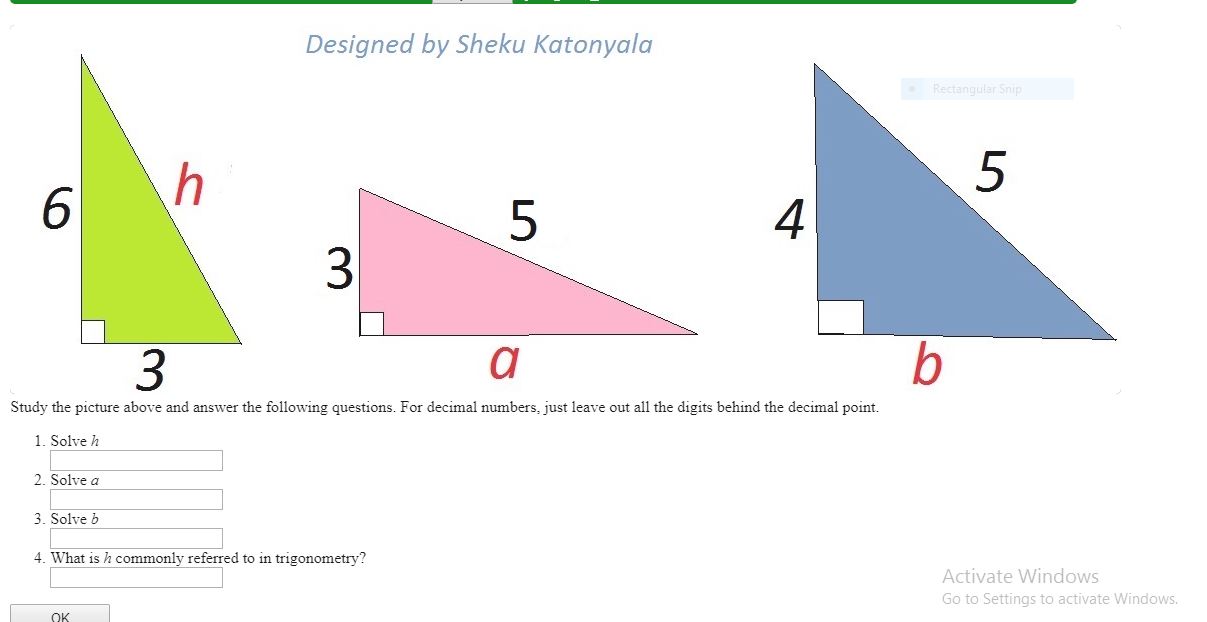 Designed by Sheku Katonyala
Rectangular Snip
6
h
3
3
5
a
4
5
b
Study the picture above and answer the following questions. For decimal numbers, just leave out all the digits behind the decimal point.
1. Solve h
2. Solve a
3. Solve b
4. What is h commonly referred to in trigonometry?
OK
Activate Windows
Go to Settings to activate Windows.